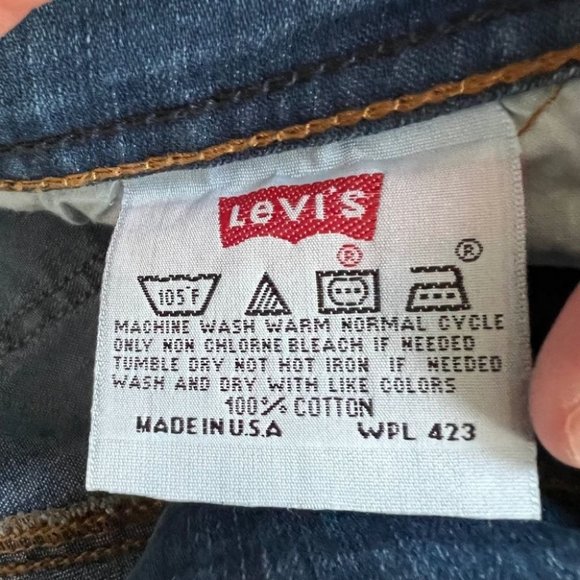 LEVI'S
®
® ®
105°F
MACHINE WASH WARM NORMAL CYCLE
ONLY NON CHLORNE BLEACH IF NEEDED
TUMBLE DRY NOT HOT IRON IF NEEDED
WASH AND DRY WITH LIKE COLORS
100% COTTON
MADE IN U.S.A WPL 423